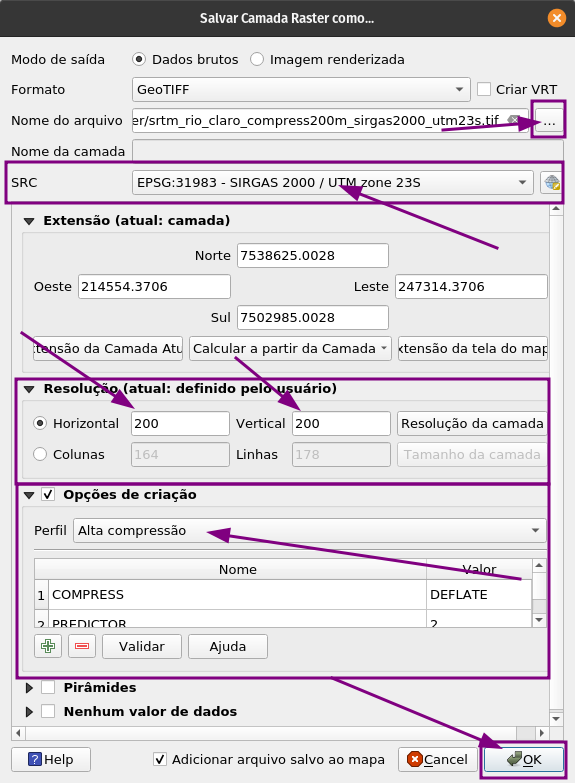 Salvar Camada Raster como...
Modo de saída Dados brutos Imagem renderizada
Formato GeoTIFF Criar VRT
Nome do arquivo er/srtm_rio_claro_compress200m_sirgas2000_utm23s.tif ...
Nome da camada
SRC EPSG:31983 - SIRGAS 2000 / UTM zone 23S
Extensão (atual: camada)
Norte 7538625.0028
Oeste 214554.3706 Leste 247314.3706
Sul 7502985.0028
xtensão da Camada Atu Calcular a partir da Camada extensão da tela do map
Resolução (atual: definido pelo usuário)
Horizontal 200 Vertical 200 Resolução da camada
Colunas 164 Linhas 178 Tamanho da camada
Opções de criação
Perfil Alta compressão
Nome Valor
1 COMPRESS DEFLATE
2 PREDICTOR 2
Validar Ajuda
Pirâmides
Nenhum valor de dados
Help Adicionar arquivo salvo ao mapa Cancel OK